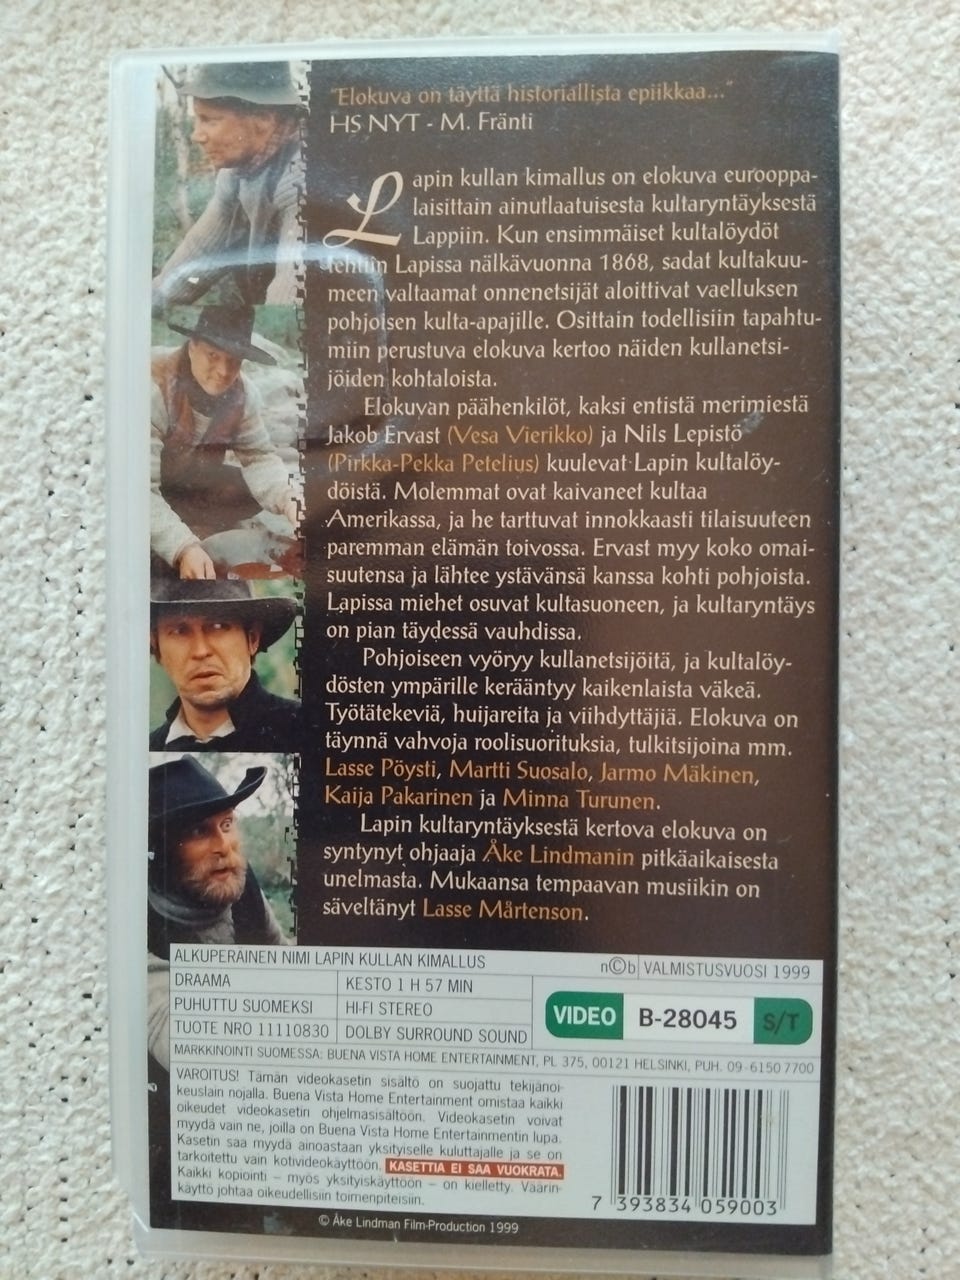 "Elokuva on täyttä historiallista epiikkaa..."
HS NYT - M. Fränti
Lapin kullan kimallus on elokuva eurooppa-
laisittain ainutlaatuisesta kultaryntäyksestä
Lappiin. Kun ensimmäiset kultalöydöt
tehtiin Lapissa nälkävuonna 1868, sadat kultakuu-
meen valtaamat onnenetsijät aloittivat vaelluksen
pohjoisen kulta-apajille. Osittain todellisiin tapahtu-
miin perustuva elokuva kertoo näiden kullanetsi-
jöiden kohtaloista.
Elokuvan päähenkilöt, kaksi entistä merimiestä
Jakob Ervast (Vesa Vierikko) ja Nils Lepistö
(Pirkka-Pekka Petelius) kuulevat Lapin kultalöy-
döistä. Molemmat ovat kaivaneet kultaa
Amerikassa, ja he tarttuvat innokkaasti tilaisuuteen
paremman elämän toivossa. Ervast myy koko omai-
suutensa ja lähtee ystävänsä kanssa kohti pohjoista.
Lapissa miehet osuvat kultasuoneen, ja kultaryntäys
on pian täydessä vauhdissa.
Pohjoiseen vyöryy kullanetsijöitä, ja kultalöy-
dösten ympärille kerääntyy kaikenlaista väkeä.
Työtätekeviä, huijareita ja viihdyttäjiä. Elokuva on
täynnä vahvoja roolisuorituksia, tulkitsijoina mm.
Lasse Pöysti, Martti Suosalo, Jarmo Mäkinen,
Kaija Pakarinen ja Minna Turunen.
Lapin kultaryntäyksestä kertova elokuva on
syntynyt ohjaaja Åke Lindmanin pitkäaikaisesta
unelmasta. Mukaansa tempaavan musiikin on
säveltänyt Lasse Mårtenson.
ALKUPERÄINEN NIMI LAPIN KULLAN KIMALLUS
n©b VALMISTUSVUOSI 1999
DRAAMA KESTO 1 H 57 MIN
PUHUTTU SUOMEKSI HI-FI STEREO
TUOTE NRO 11110830 DOLBY SURROUND SOUND
VIDEO B-28045 S/T
MARKKINOINTI SUOMESSA: BUENA VISTA HOME ENTERTAINMENT, PL 375, 00121 HELSINKI, PUH. 09-6150 7700
VAROITUS! Tämän videokasetin sisältö on suojattu tekijänoi-
keuslain nojalla. Buena Vista Home Entertainment omistaa kaikki
oikeudet videokasetin ohjelmasisältöön. Videokasetin voivat
myydä vain ne, joilla on Buena Vista Home Entertainmentin lupa.
Kasetin saa myydä ainoastaan yksityiselle kuluttajalle ja se on
tarkoitettu vain kotivideokäyttöön. KASETTIA EI SAA VUOKRATA.
Kaikki kopiointi – myös yksityiskäyttöön – on kielletty. Väärin-
käyttö johtaa oikeudellisiin toimenpiteisiin.
7 393834 059003
© Åke Lindman Film-Production 1999